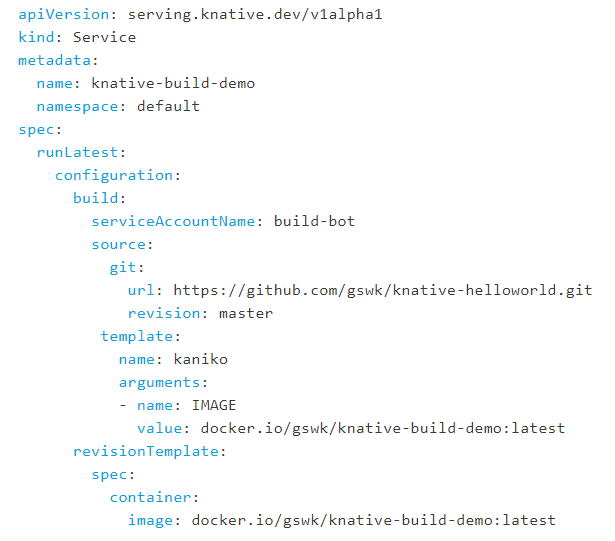 apiVersion: serving.knative.dev/v1alpha1
kind: Service
metadata:
  name: knative-build-demo
  namespace: default
spec:
  runLatest:
    configuration:
      build:
        serviceAccountName: build-bot
        source:
          git:
            url: https://github.com/gswk/knative-helloworld.git
            revision: master
         template:
           name: kaniko
           arguments:
           - name: IMAGE
             value: docker.io/gswk/knative-build-demo:latest
      revisionTemplate:
        spec:
          container:
            image: docker.io/gswk/knative-build-demo:latest